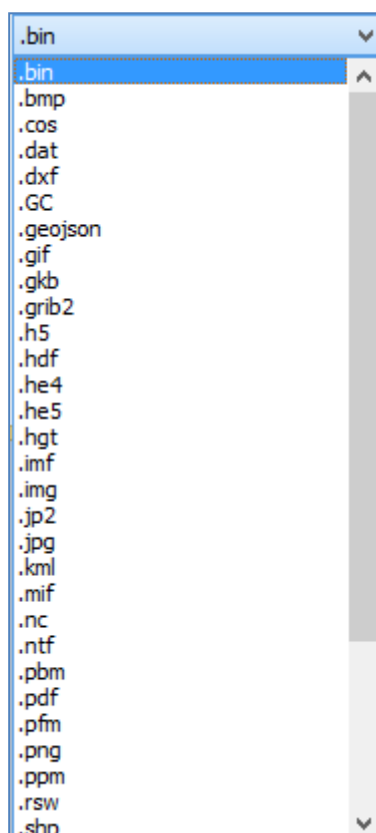 .bin
.bin
.bmp
.cos
.dat
.dxf
.GC
.geojson
.gif
.gkb
.grib2
.h5
.hdf
.he4
.he5
.hgt
.imf
.img
.jp2
.jpg
.kml
.mif
.nc
.ntf
.pbm
.pdf
.pfm
.png
.ppm
.rsw
.shp